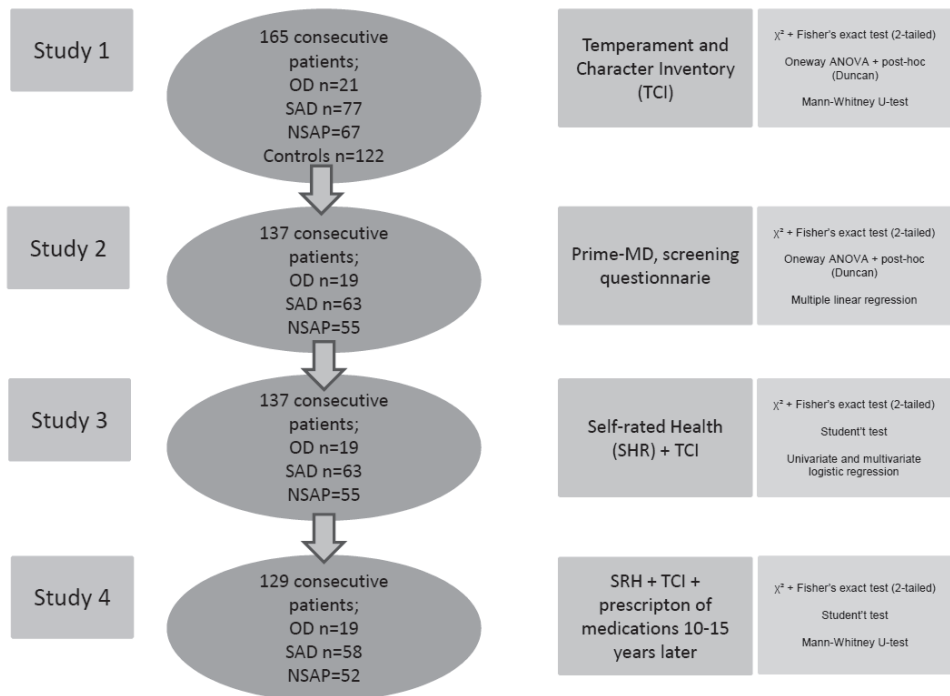 Study 1
165 consecutive
patients;
OD n=21
SAD n=77
NSAP=67
Controls n=122
Temperament and
Character Inventory
(TCI)
χ² + Fisher's exact test (2-tailed)
Oneway ANOVA + post-hoc
(Duncan)
Mann-Whitney U-test
Study 2
137 consecutive
patients;
OD n=19
SAD n=63
NSAP=55
Prime-MD, screening
questionnarie
χ² + Fisher's exact test (2-tailed)
Oneway ANOVA + post-hoc
(Duncan)
Multiple linear regression
Study 3
137 consecutive
patients;
OD n=19
SAD n=63
NSAP=55
Self-rated Health
(SHR) + TCI
χ² + Fisher's exact test (2-tailed)
Student't test
Univariate and multivariate
logistic regression
Study 4
129 consecutive
patients;
OD n=19
SAD n=58
NSAP=52
SRH + TCI +
prescripton of
medications 10-15
years later
χ² + Fisher's exact test (2-tailed)
Student't test
Mann-Whitney U-test